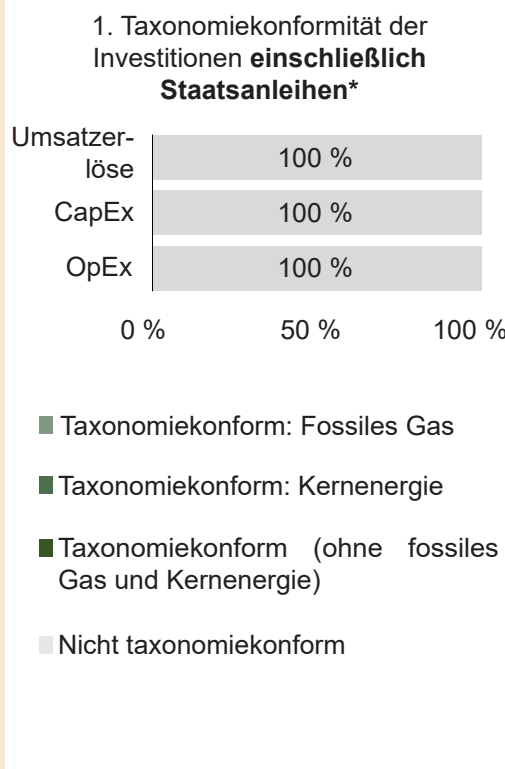 1. Taxonomiekonformität der
Investitionen einschließlich
Staatsanleihen*
Umsatzer-
löse
100 %
CapEx
100 %
OpEx
100 %
0 %
50 %
100 %
Taxonomiekonform: Fossiles Gas
Taxonomiekonform: Kernenergie
Taxonomiekonform (ohne fossiles
Gas und Kernenergie)
Nicht taxonomiekonform